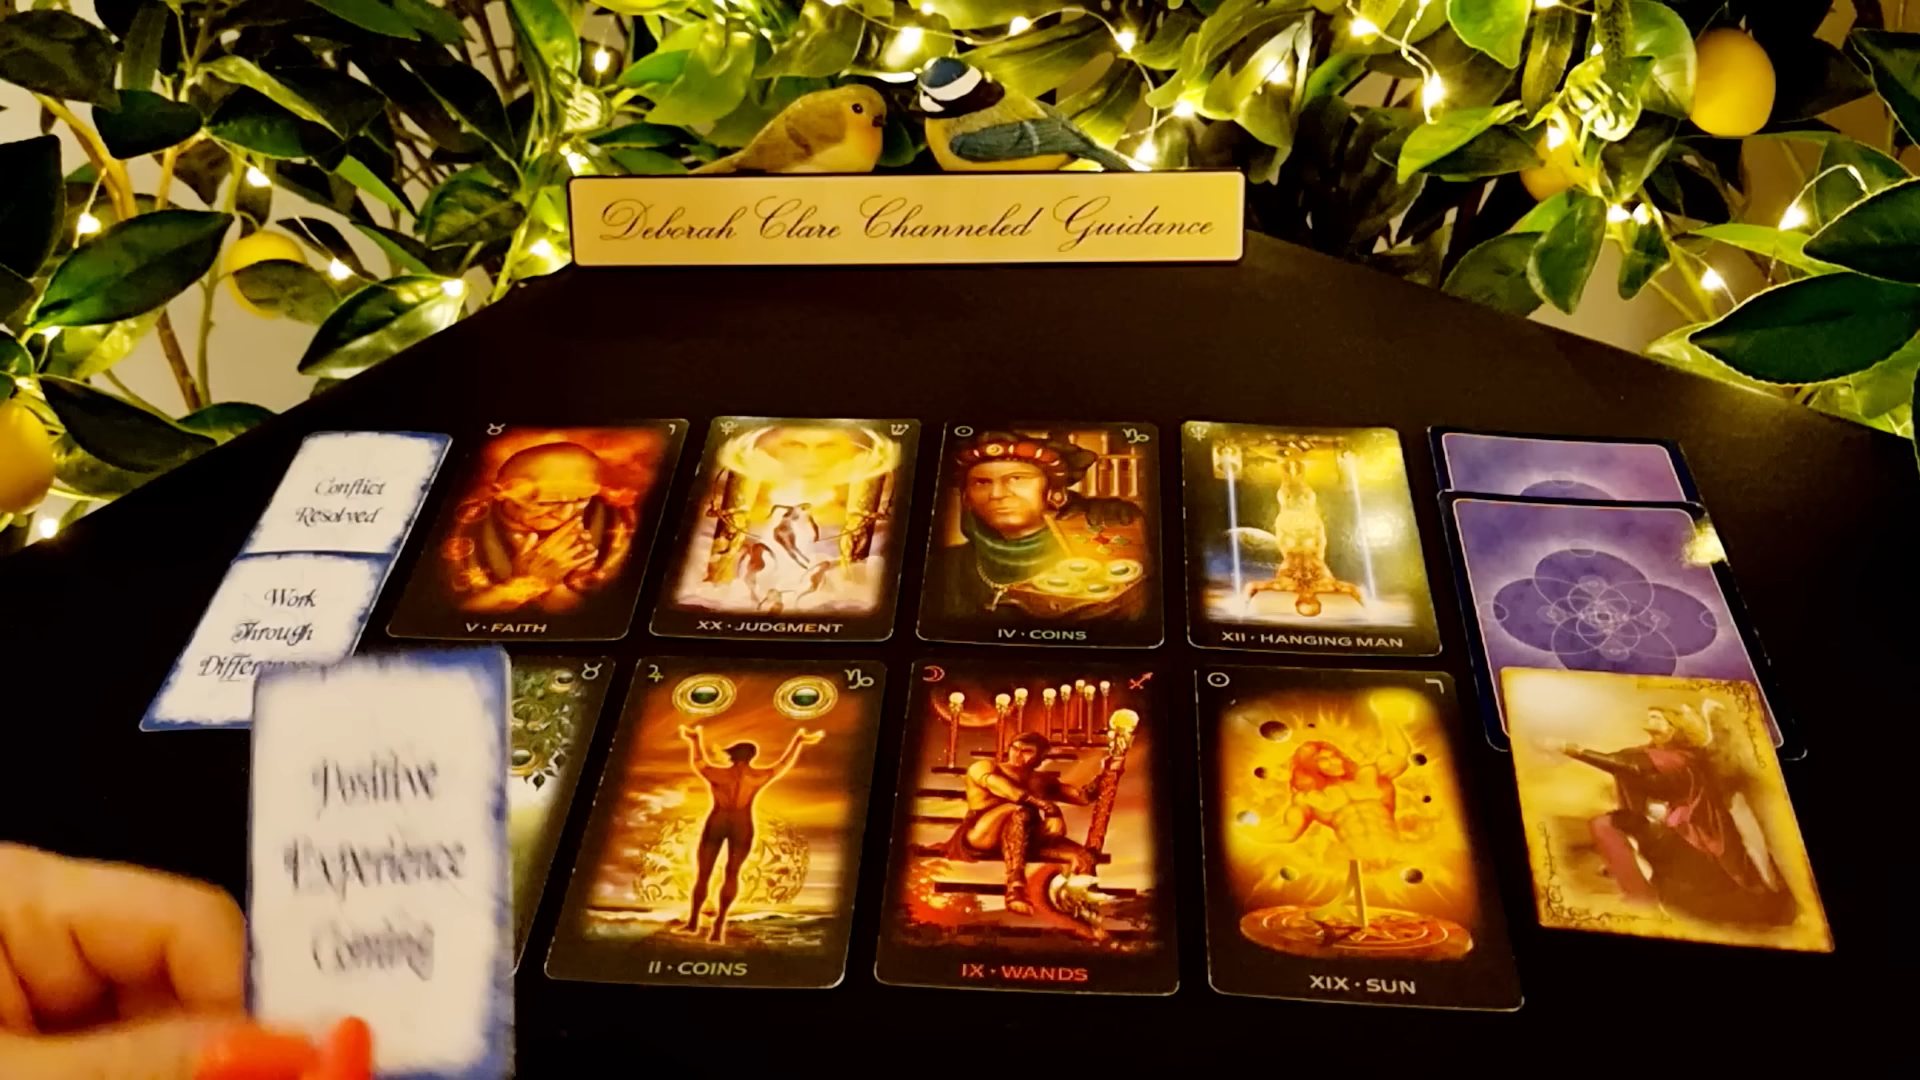 Deborah Clare Channeled Guidance
Conflict
Resolved
Work
Through
V · FAITH
XX · JUDGMENT
IV · COINS
XII · HANGING MAN
Positive
Experience
Coming
II · COINS
IX · WANDS
XIX · SUN